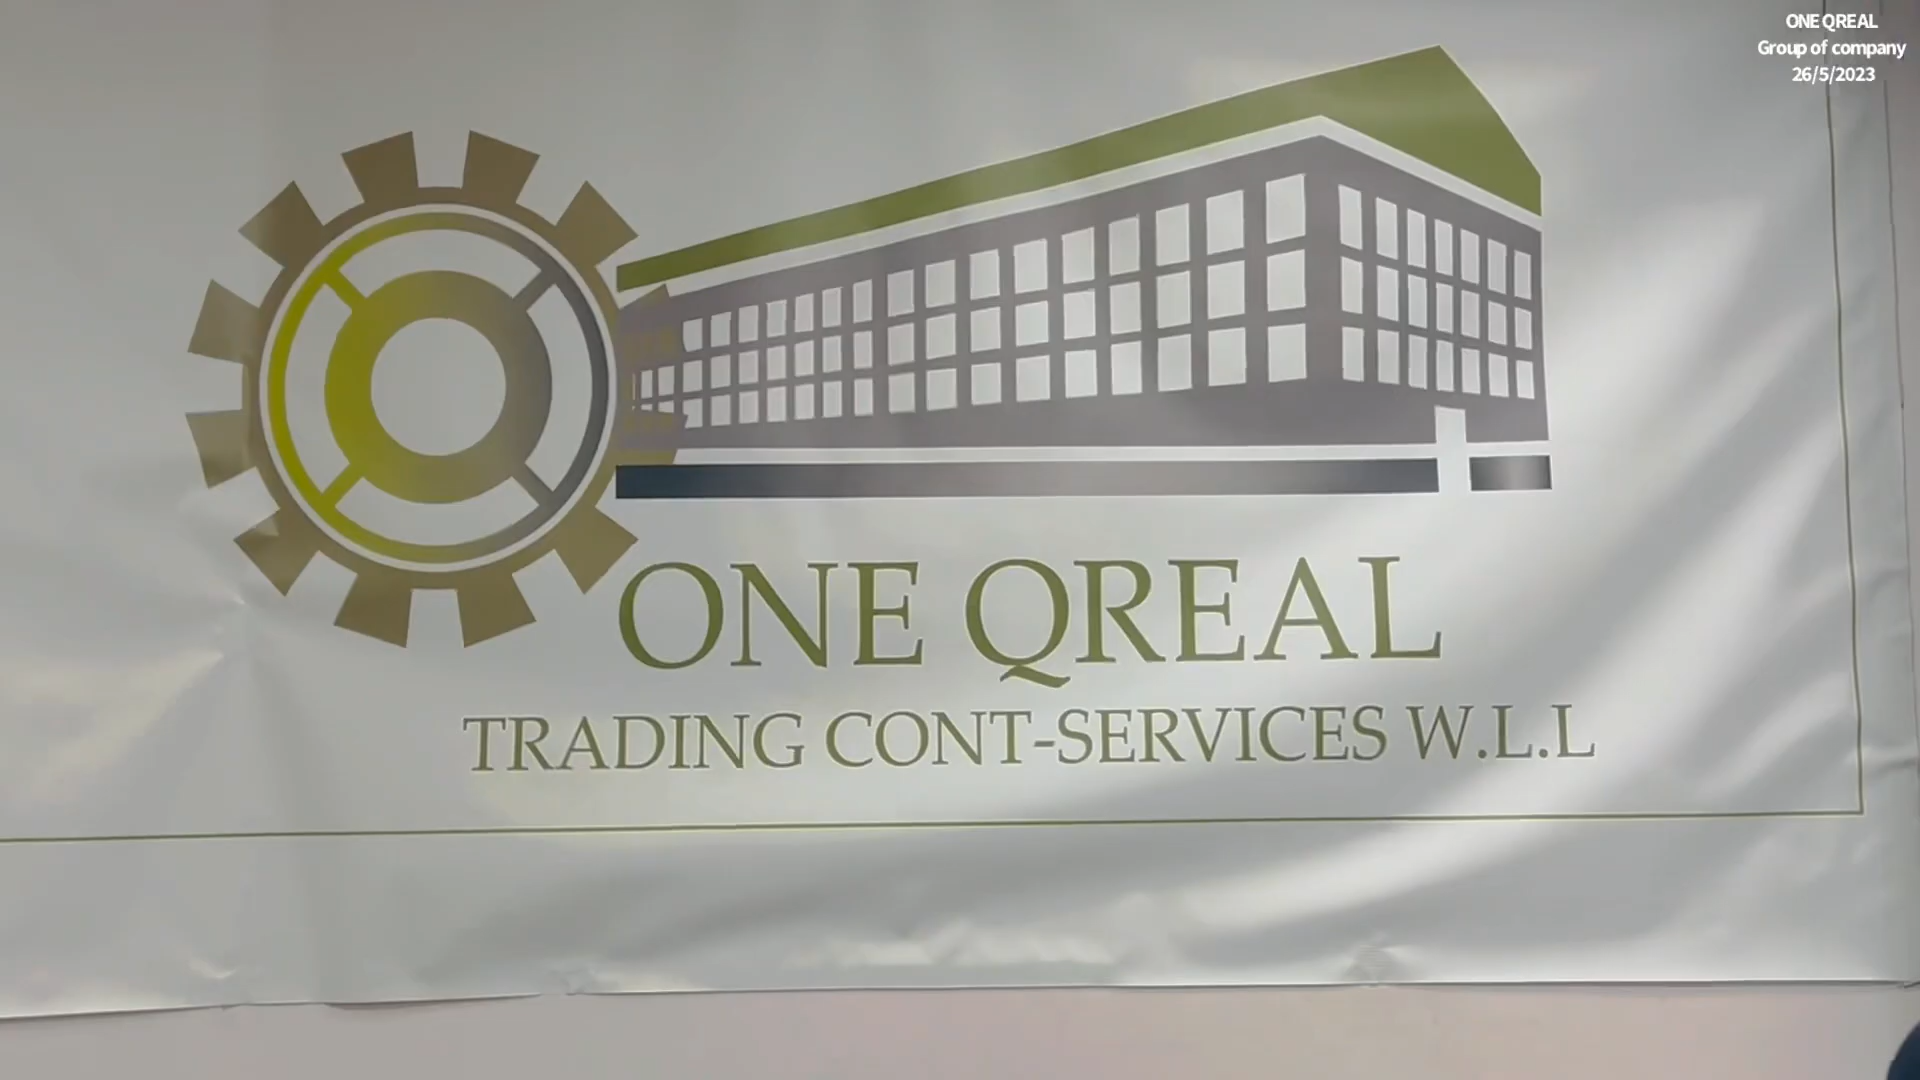 ONE QREAL
Group of company
26/5/2023
ONE QREAL
TRADING CONT-SERVICES W.L.L